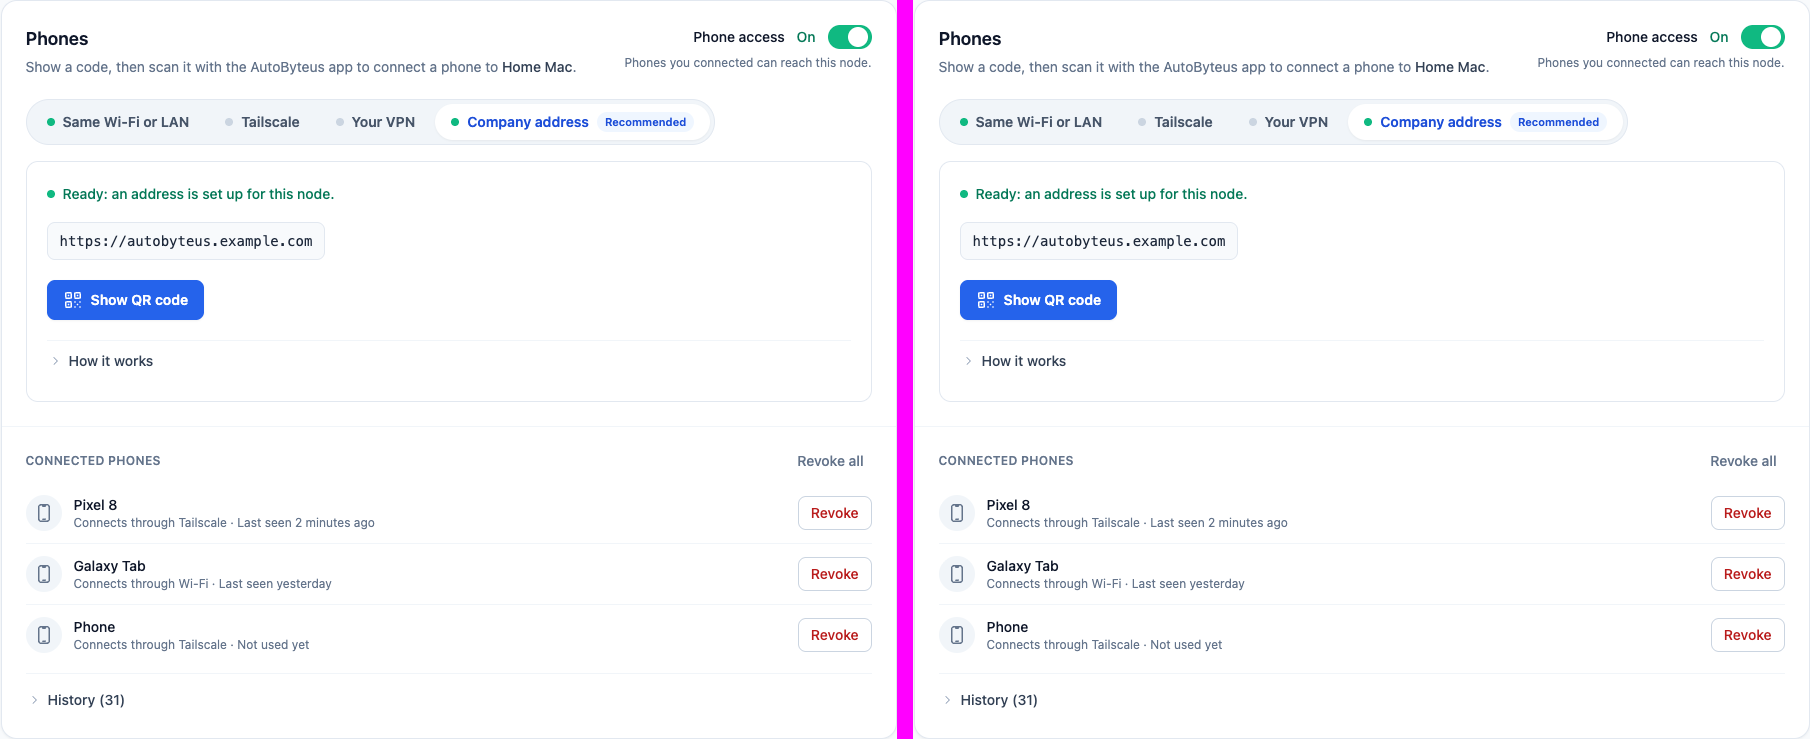 Phones
Phone access On
Show a code, then scan it with the AutoByteus app to connect a phone to Home Mac.
Phones you connected can reach this node.
Same Wi-Fi or LAN
Tailscale
Your VPN
Company address Recommended
Ready: an address is set up for this node.
https://autobyteus.example.com
Show QR code
How it works
CONNECTED PHONES
Revoke all
Pixel 8
Connects through Tailscale · Last seen 2 minutes ago
Revoke
Galaxy Tab
Connects through Wi-Fi · Last seen yesterday
Revoke
Phone
Connects through Tailscale · Not used yet
Revoke
History (31)
Phones
Phone access On
Show a code, then scan it with the AutoByteus app to connect a phone to Home Mac.
Phones you connected can reach this node.
Same Wi-Fi or LAN
Tailscale
Your VPN
Company address Recommended
Ready: an address is set up for this node.
https://autobyteus.example.com
Show QR code
How it works
CONNECTED PHONES
Revoke all
Pixel 8
Connects through Tailscale · Last seen 2 minutes ago
Revoke
Galaxy Tab
Connects through Wi-Fi · Last seen yesterday
Revoke
Phone
Connects through Tailscale · Not used yet
Revoke
History (31)